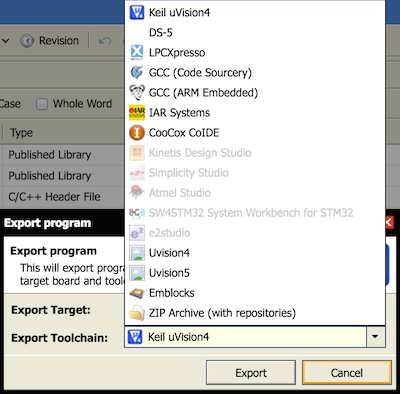 Revision
Case
Whole Word
Type
Published Library
Published Library
C/C++ Header File
Keil uVision4
DS-5
LPCXpresso
GCC (Code Sourcery)
GCC (ARM Embedded)
IAR Systems
CooCox CoIDE
Kinetis Design Studio
Simplicity Studio
Atmel Studio
SW4STM32 System Workbench for STM32
e2studio
Uvision4
Uvision5
Emblocks
ZIP Archive (with repositories)
Export program
Export program
This will export progra
target board and toolc
Export Target:
Export Toolchain:
Keil uVision4
Export
Cancel